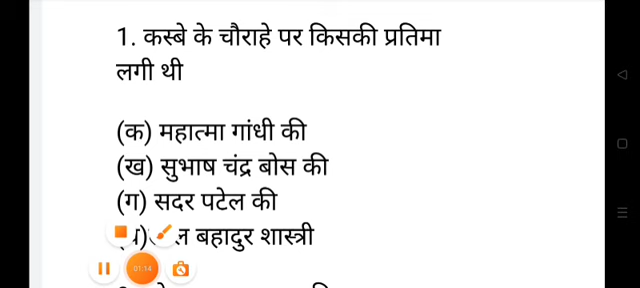 1. कस्बे के चौराहे पर किसकी प्रतिमा
लगी थी
(क) महात्मा गांधी की
(ख) सुभाष चंद्र बोस की
(ग) सदर पटेल की
बहादुर शास्त्री
01:14